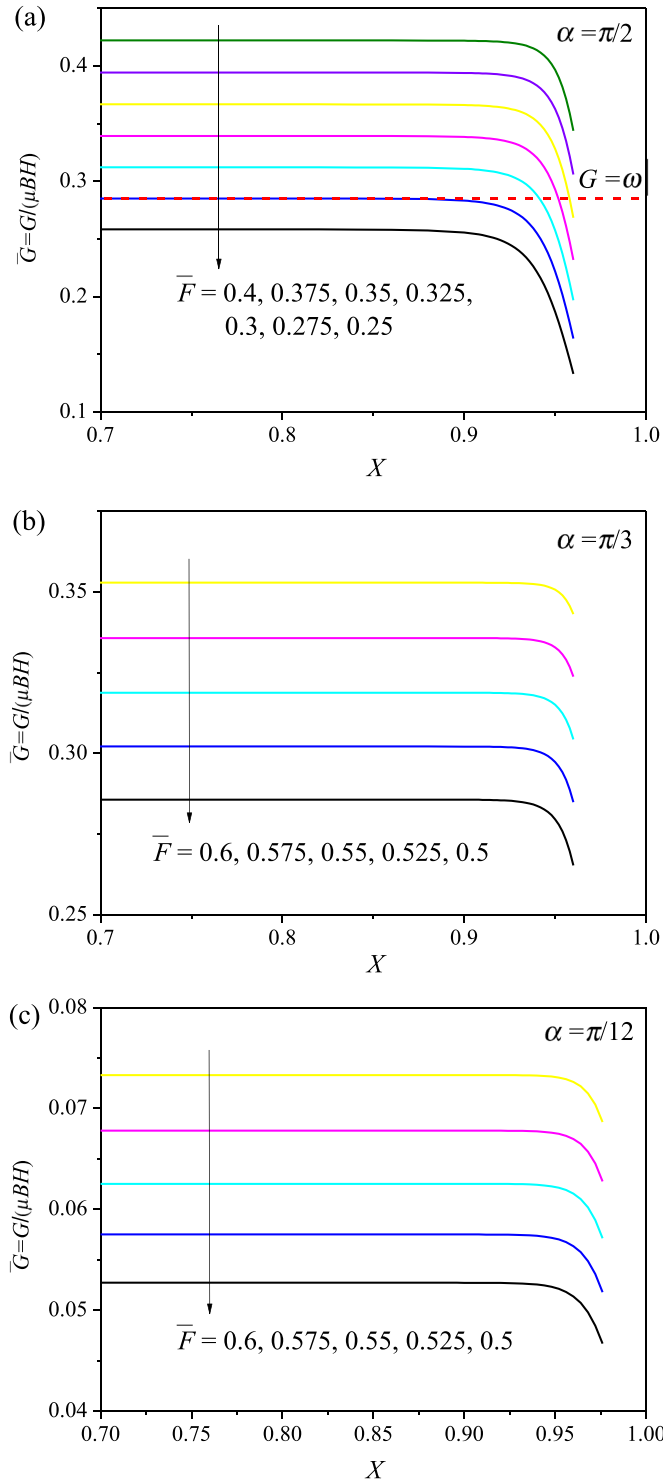 (a)
α = π/2
0.4
0.3
0.2
0.1
G̅=G/(μBH)
G = ω
F̅ = 0.4, 0.375, 0.35, 0.325,
0.3, 0.275, 0.25
0.7 0.8 0.9 1.0
X
(b)
α = π/3
0.35
0.30
0.25
G̅=G/(μBH)
F̅ = 0.6, 0.575, 0.55, 0.525, 0.5
0.7 0.8 0.9 1.0
X
(c)
α = π/12
0.08
0.07
0.06
0.05
0.04
G̅=G/(μBH)
F̅ = 0.6, 0.575, 0.55, 0.525, 0.5
0.70 0.75 0.80 0.85 0.90 0.95 1.00
X